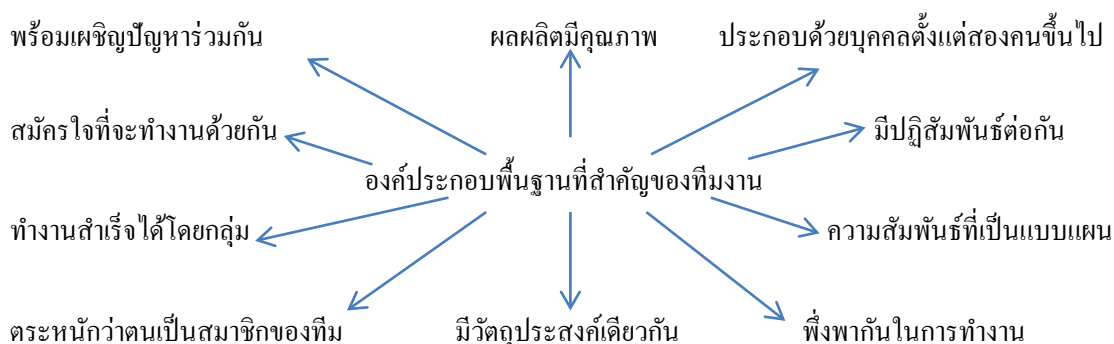 พร้อมเผชิญปัญหาร่วมกัน ผลผลิตมีคุณภาพ ประกอบด้วยบุคคลตั้งแต่สองคนขึ้นไป
สมัครใจที่จะทำงานด้วยกัน มีปฏิสัมพันธ์ต่อกัน
องค์ประกอบพื้นฐานที่สำคัญของทีมงาน
ทำงานสำเร็จได้โดยกลุ่ม ความสัมพันธ์ที่เป็นแบบแผน
ตระหนักว่าตนเป็นสมาชิกของทีม มีวัตถุประสงค์เดียวกัน พึ่งพากันในการทำงาน